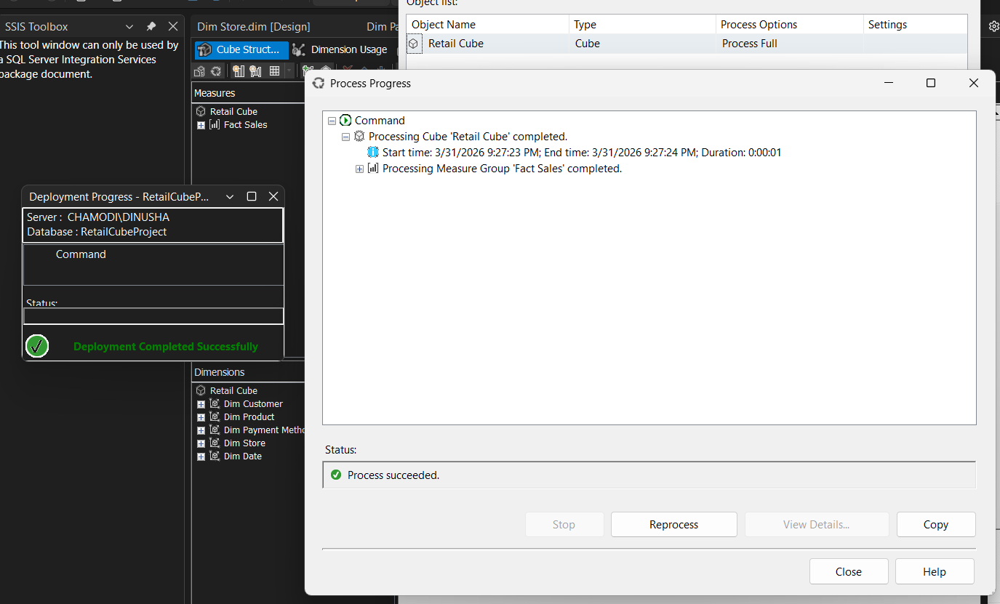 SSIS Toolbox
This tool window can only be used by
a SQL Server Integration Services
package document.
Dim Store.dim [Design]
Dim Pa
Cube Struct...
Dimension Usage
Measures
Retail Cube
Fact Sales
Object list:
Object Name Type Process Options Settings
Retail Cube Cube Process Full
Deployment Progress - RetailCubeP...
Server : CHAMODI\DINUSHA
Database : RetailCubeProject
Command
Status:
Deployment Completed Successfully
Dimensions
Retail Cube
Dim Customer
Dim Product
Dim Payment Metho
Dim Store
Dim Date
Process Progress
Command
Processing Cube 'Retail Cube' completed.
Start time: 3/31/2026 9:27:23 PM; End time: 3/31/2026 9:27:24 PM; Duration: 0:00:01
Processing Measure Group 'Fact Sales' completed.
Status:
Process succeeded.
Stop
Reprocess
View Details...
Copy
Close
Help